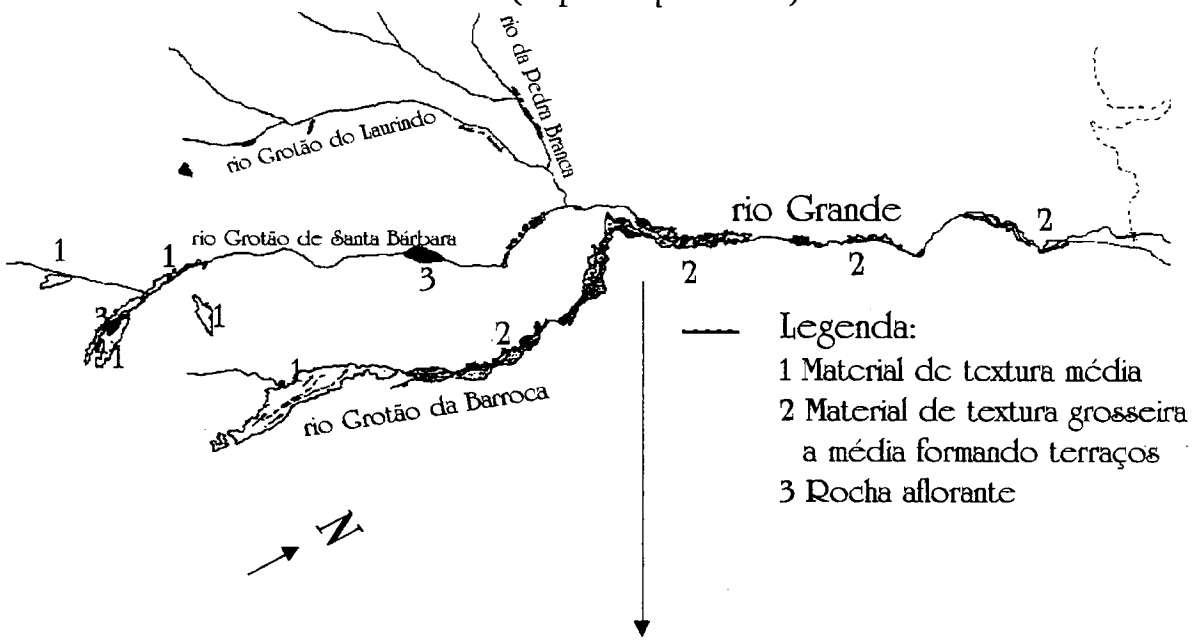 rio da Pedra Branca
rio Grotão do Laurindo
rio Grande
2
rio Grotão de Santa Bárbara
1
1
3
2
2
3
1
1
2
1
rio Grotão da Barroca
Legenda:
1 Material de textura média
2 Material de textura grosseira
a média formando terraços
3 Rocha aflorante
N